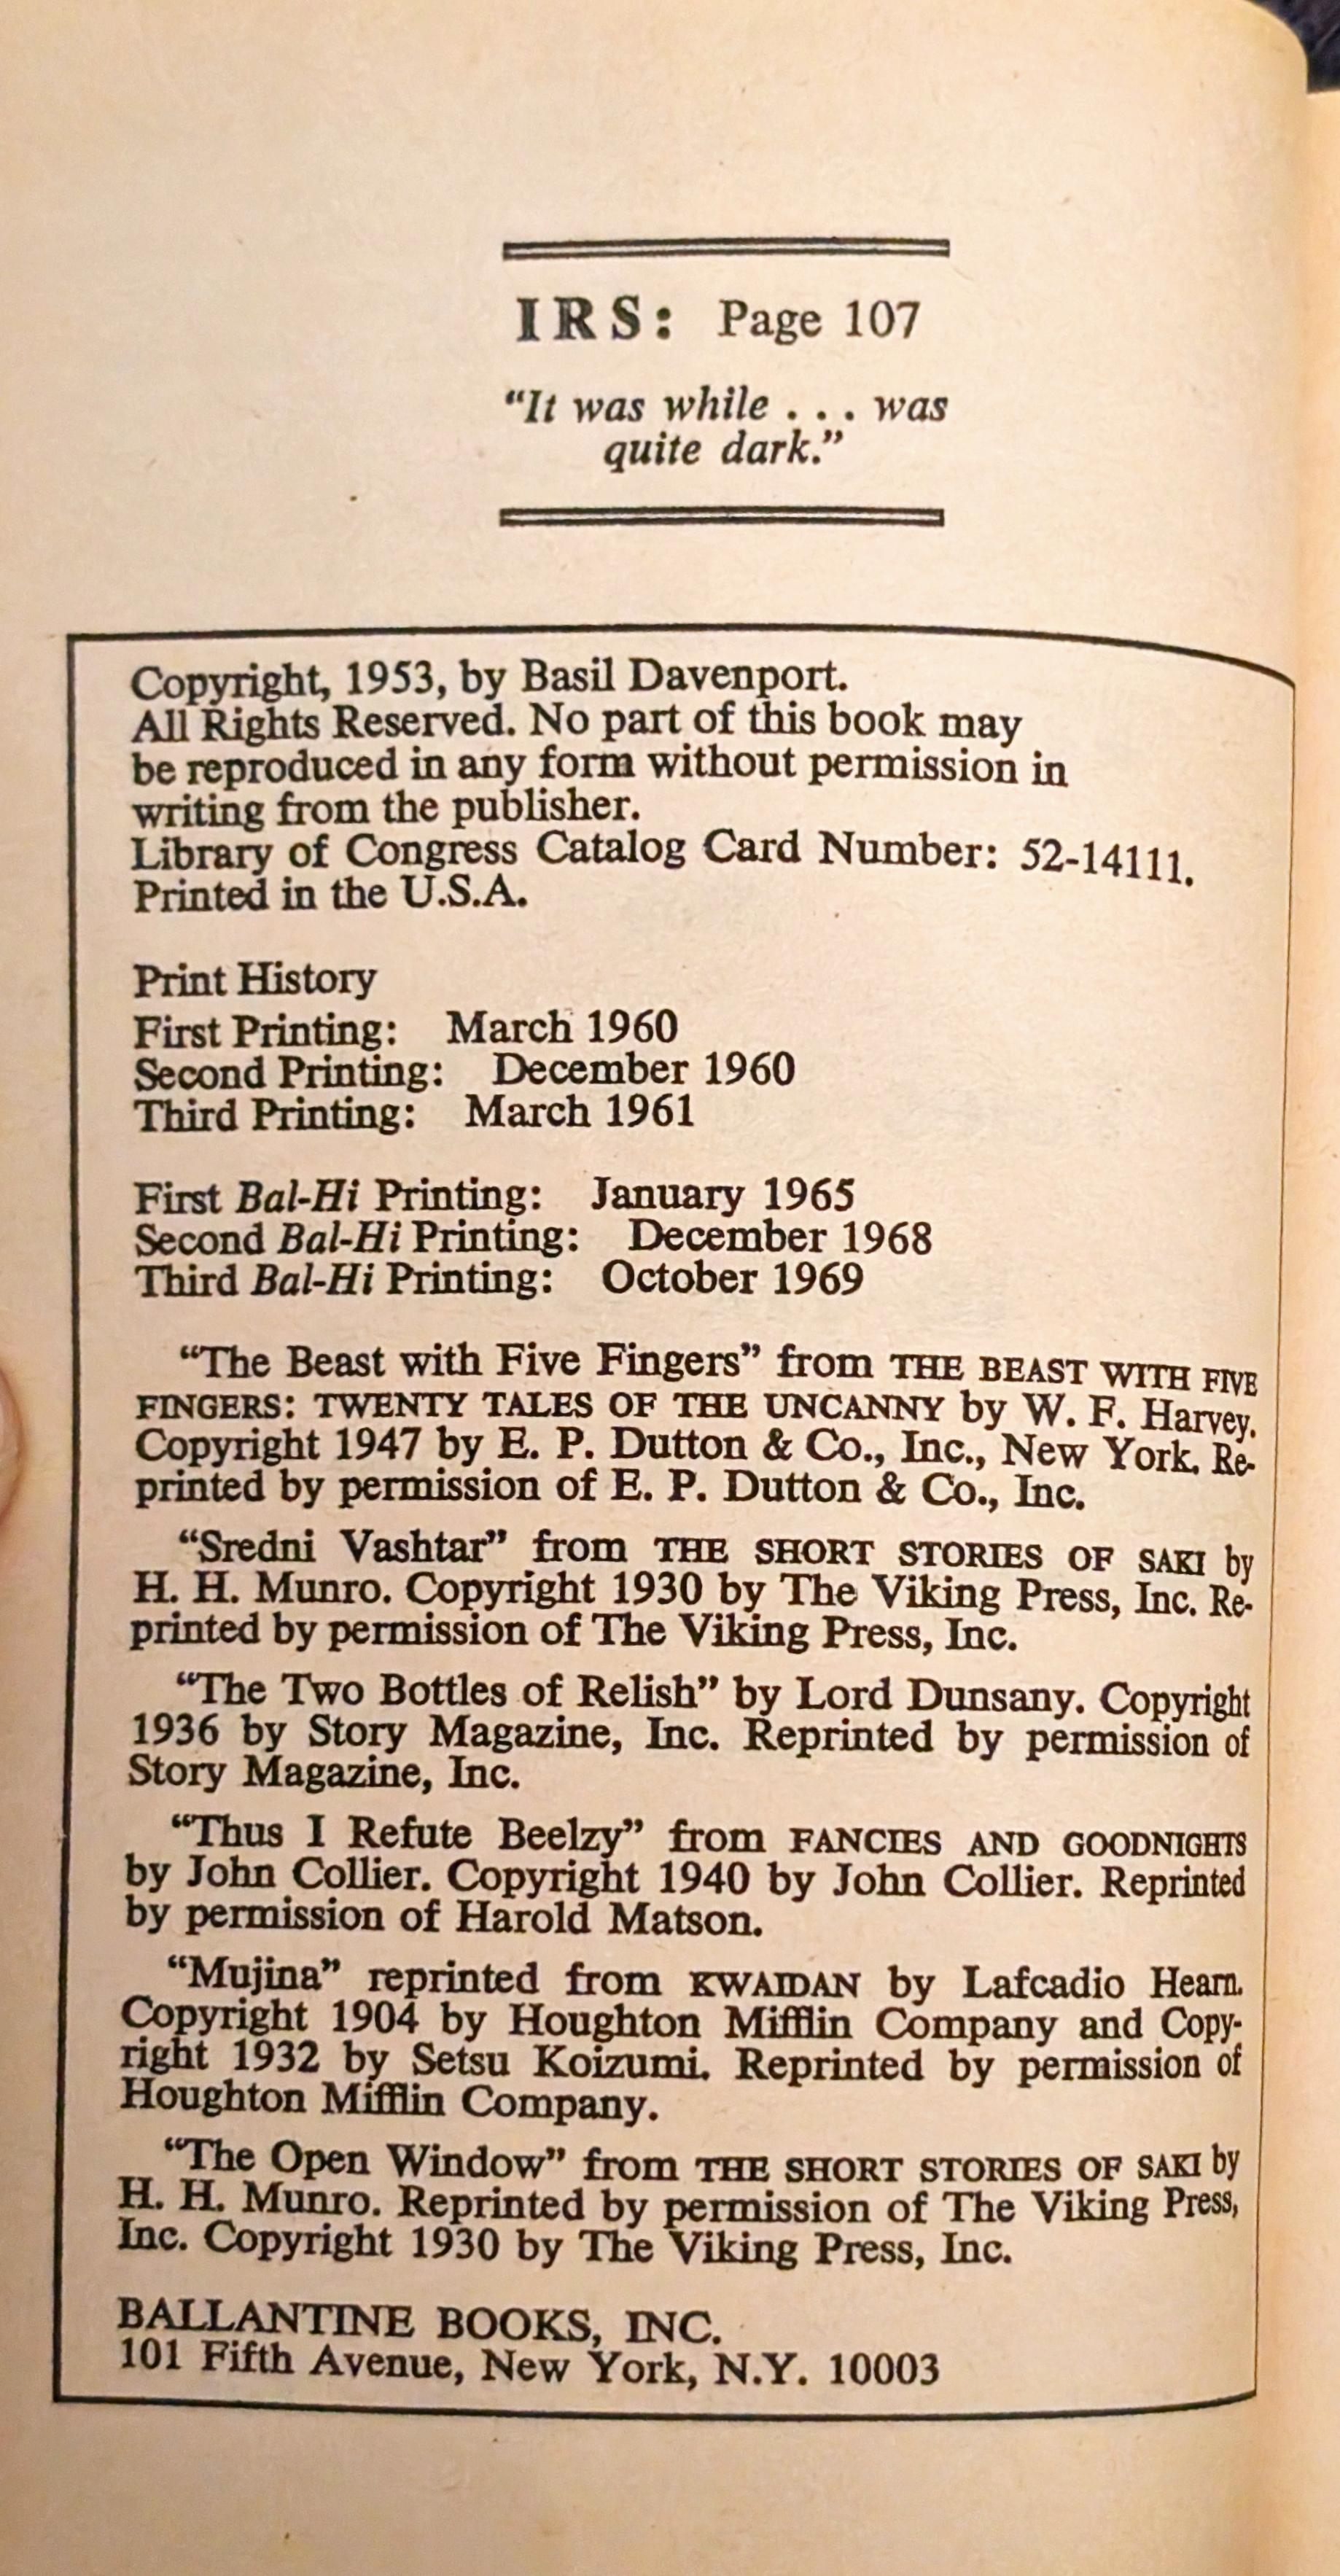 IRS: Page 107
“It was while . . . was
quite dark.”
Copyright, 1953, by Basil Davenport.
All Rights Reserved. No part of this book may
be reproduced in any form without permission in
writing from the publisher.
Library of Congress Catalog Card Number: 52-14111.
Printed in the U.S.A.
Print History
First Printing: March 1960
Second Printing: December 1960
Third Printing: March 1961
First Bal-Hi Printing: January 1965
Second Bal-Hi Printing: December 1968
Third Bal-Hi Printing: October 1969
“The Beast with Five Fingers” from THE BEAST WITH FIVE
FINGERS: TWENTY TALES OF THE UNCANNY by W. F. Harvey.
Copyright 1947 by E. P. Dutton & Co., Inc., New York. Re-
printed by permission of E. P. Dutton & Co., Inc.
“Sredni Vashtar” from THE SHORT STORIES OF SAKI by
H. H. Munro. Copyright 1930 by The Viking Press, Inc. Re-
printed by permission of The Viking Press, Inc.
“The Two Bottles of Relish” by Lord Dunsany. Copyright
1936 by Story Magazine, Inc. Reprinted by permission of
Story Magazine, Inc.
“Thus I Refute Beelzy” from FANCIES AND GOODNIGHTS
by John Collier. Copyright 1940 by John Collier. Reprinted
by permission of Harold Matson.
“Mujina” reprinted from KWAIDAN by Lafcadio Hearn.
Copyright 1904 by Houghton Mifflin Company and Copy-
right 1932 by Setsu Koizumi. Reprinted by permission of
Houghton Mifflin Company.
“The Open Window” from THE SHORT STORIES OF SAKI by
H. H. Munro. Reprinted by permission of The Viking Press,
Inc. Copyright 1930 by The Viking Press, Inc.
BALLANTINE BOOKS, INC.
101 Fifth Avenue, New York, N.Y. 10003